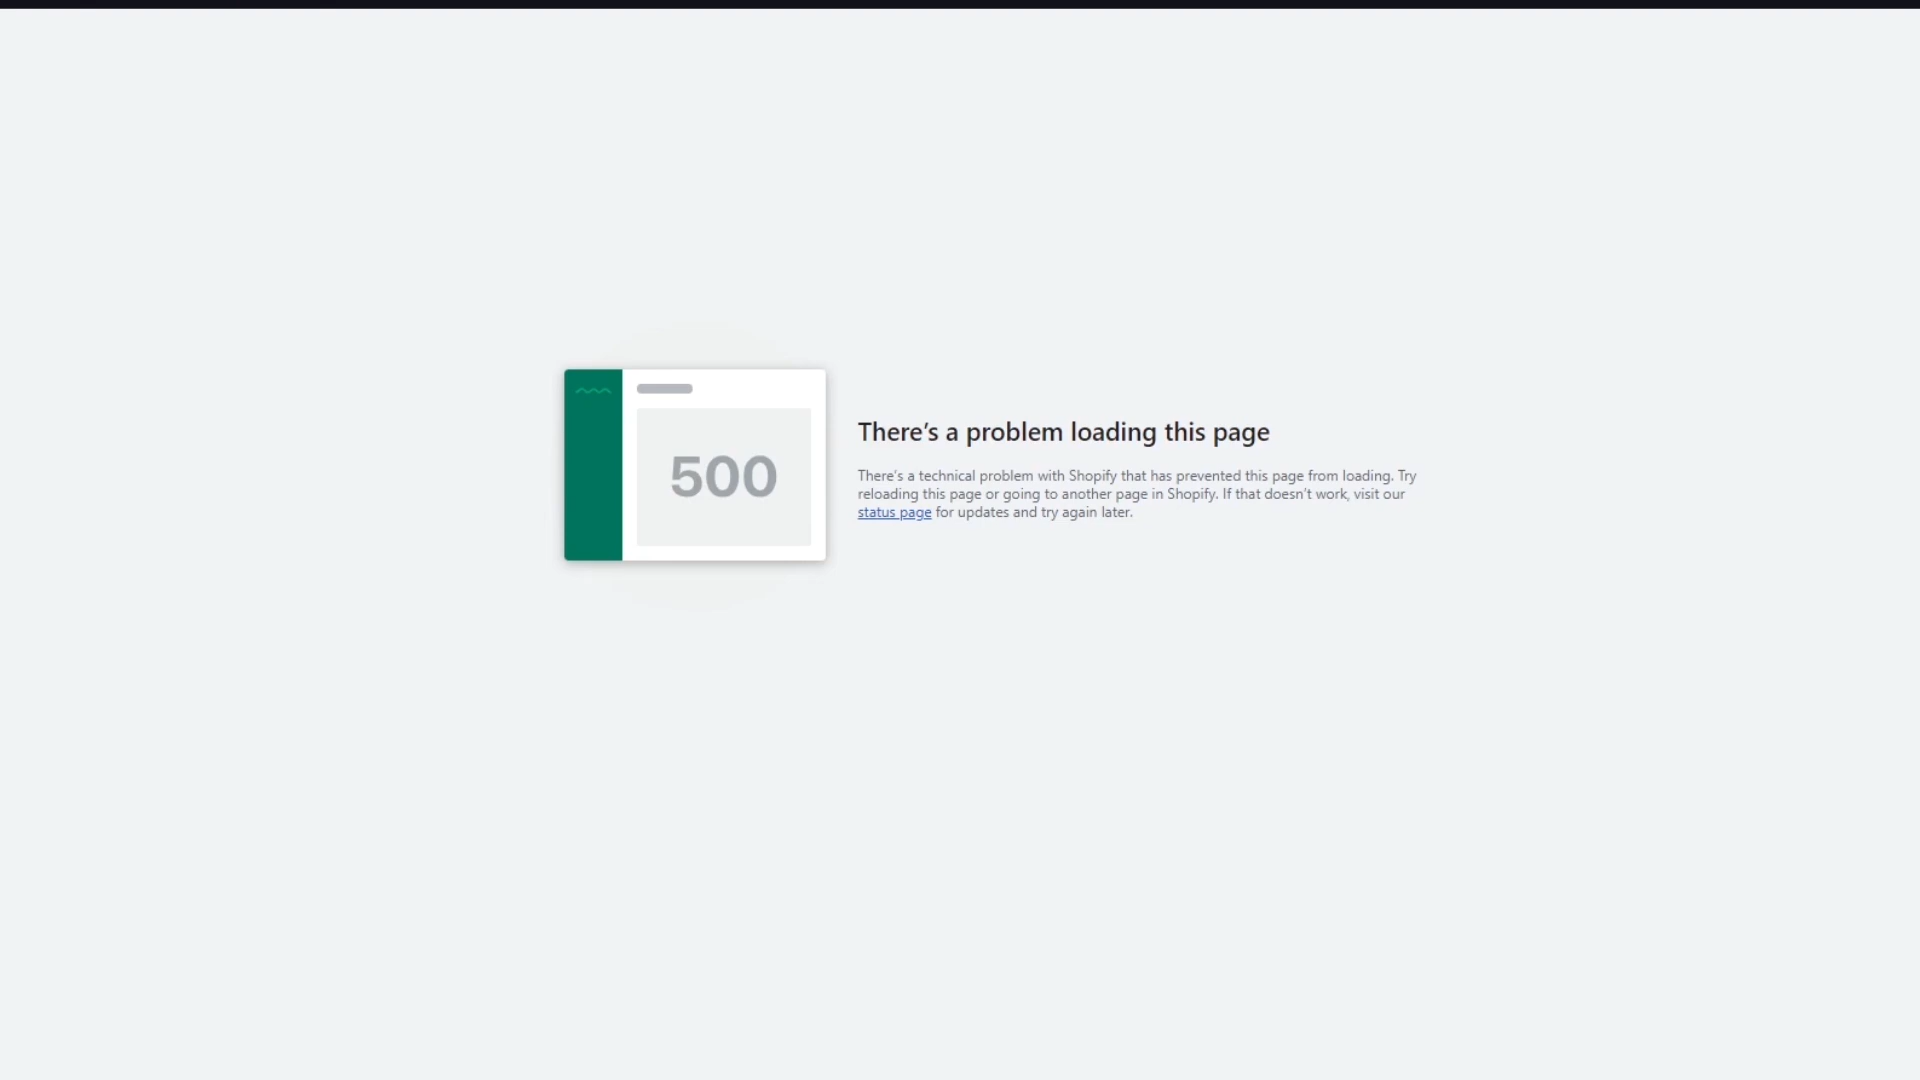 500
There’s a problem loading this page
There’s a technical problem with Shopify that has prevented this page from loading. Try
reloading this page or going to another page in Shopify. If that doesn’t work, visit our
status page for updates and try again later.